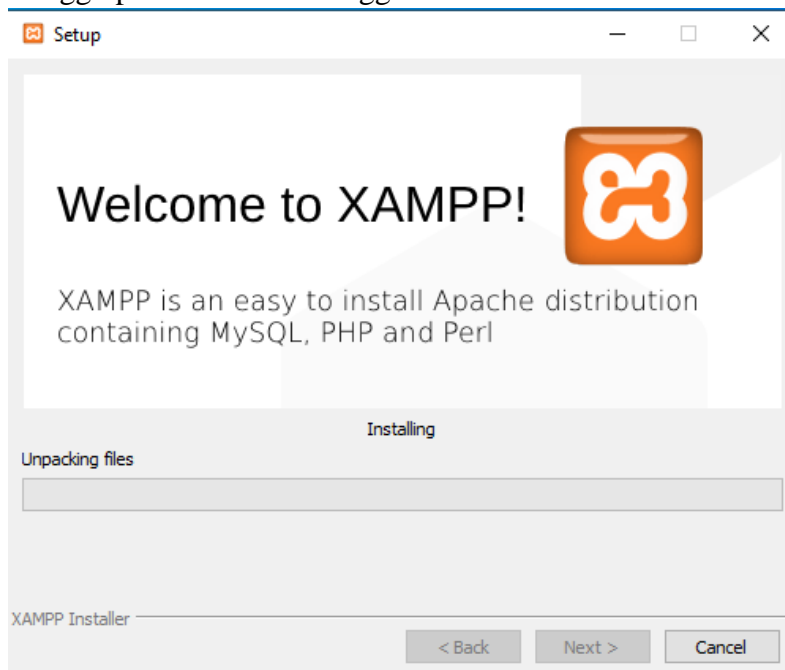 Setup
Welcome to XAMPP!
XAMPP is an easy to install Apache distribution
containing MySQL, PHP and Perl
Installing
Unpacking files
XAMPP Installer
< Back Next > Cancel